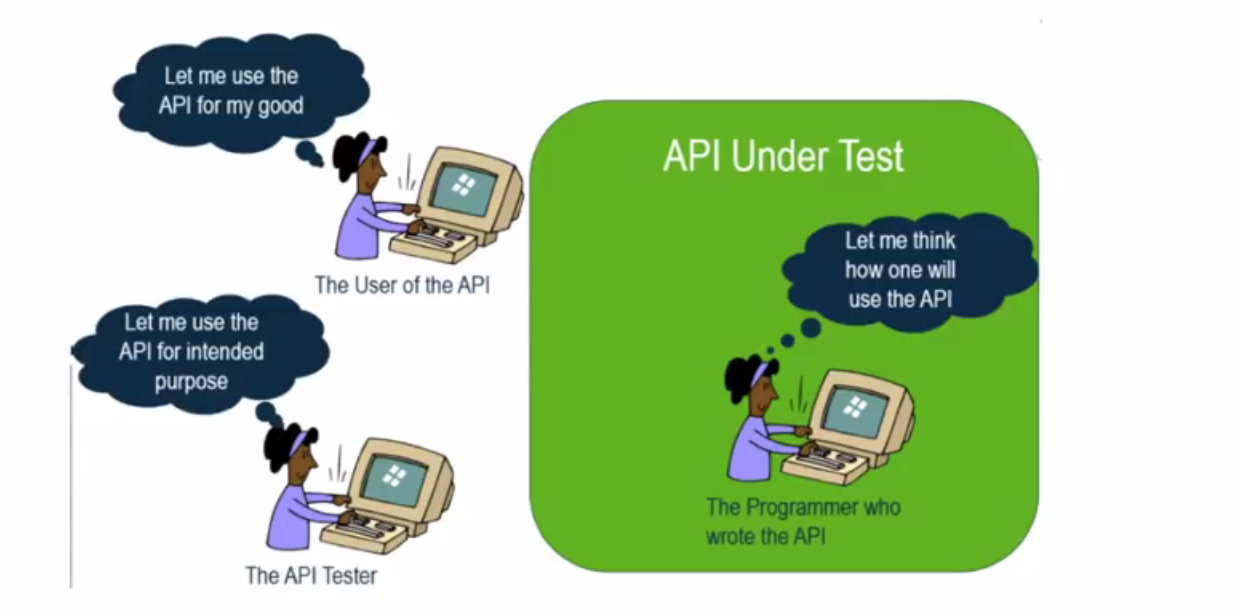 Let me use the
API for my good
The User of the API
Let me use the
API for intended
purpose
The API Tester
API Under Test
Let me think
how one will
use the API
The Programmer who
wrote the API